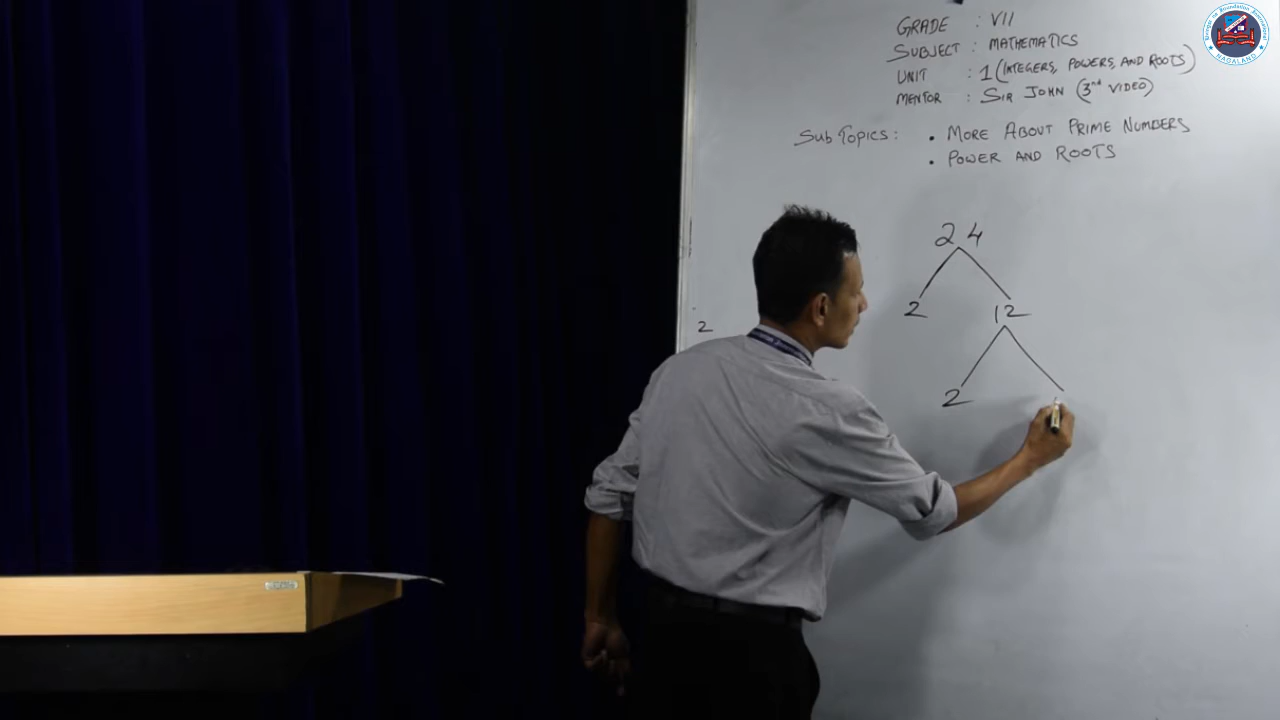 GRADE : VII
SUBJECT : MATHEMATICS
UNIT : 1 (INTEGERS, POWERS, AND ROOTS)
MENTOR : SIR JOHN (3rd VIDEO)
SUB TOPICS : • MORE ABOUT PRIME NUMBERS
• POWER AND ROOTS
24
2 12
2
2
NAGALAND